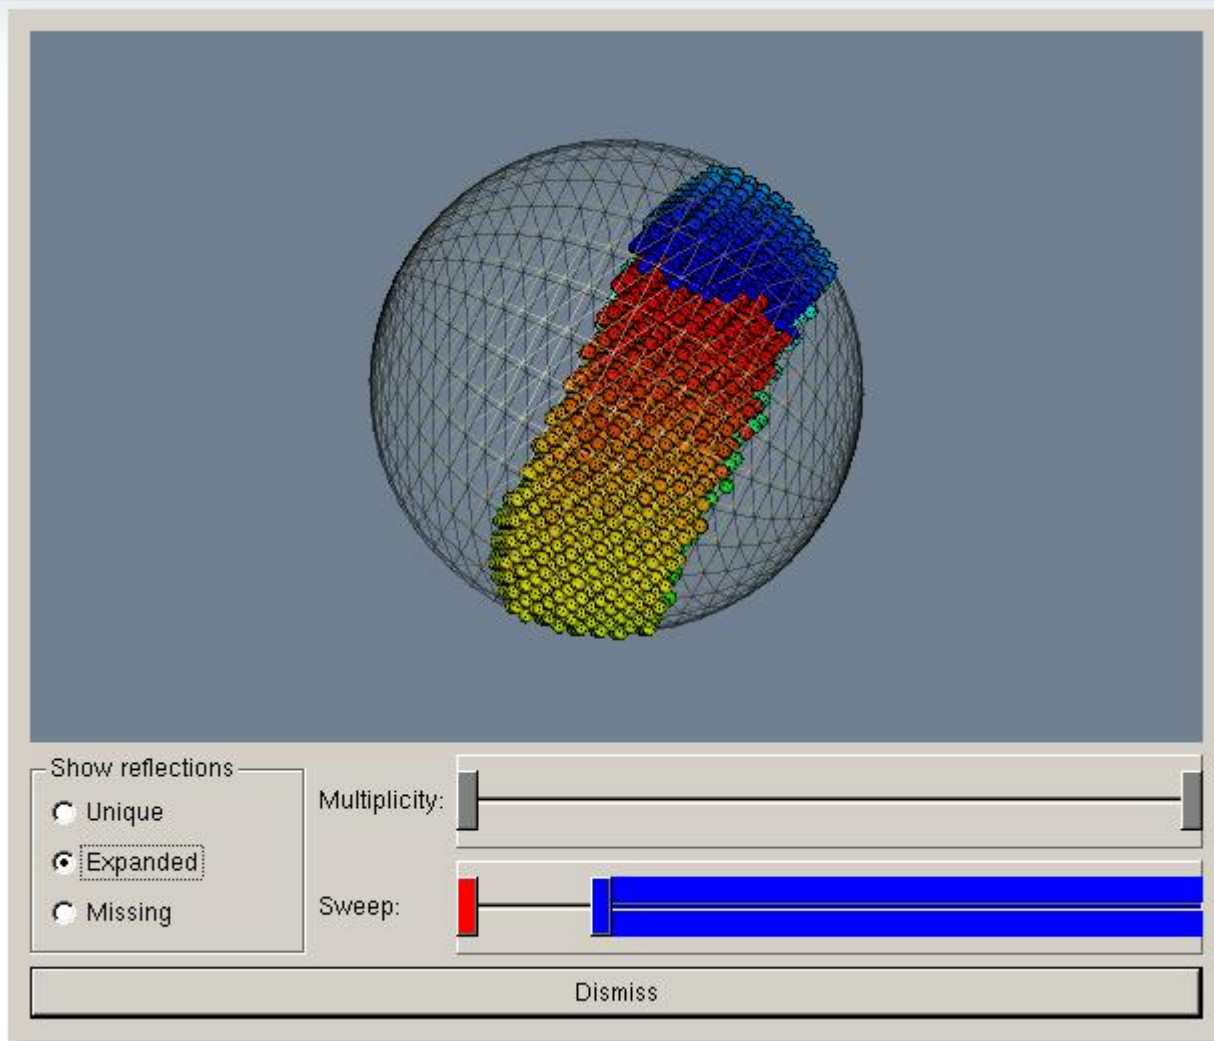 Show reflections
Unique
Expanded
Missing
Multiplicity:
Sweep:
Dismiss